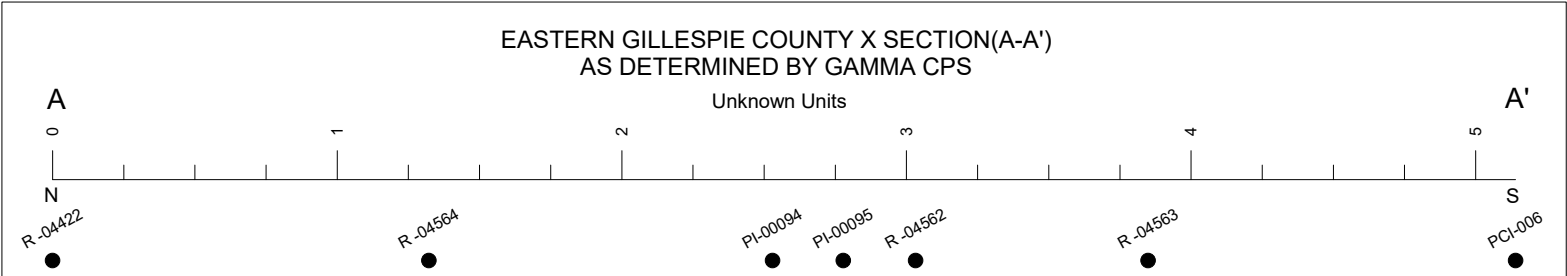 EASTERN GILLESPIE COUNTY X SECTION(A-A')
AS DETERMINED BY GAMMA CPS
A Unknown Units A'
0 1 2 3 4 5
N S
R -04422 R -04564 PI-00094 PI-00095 R -04562 R -04563 PCI-006